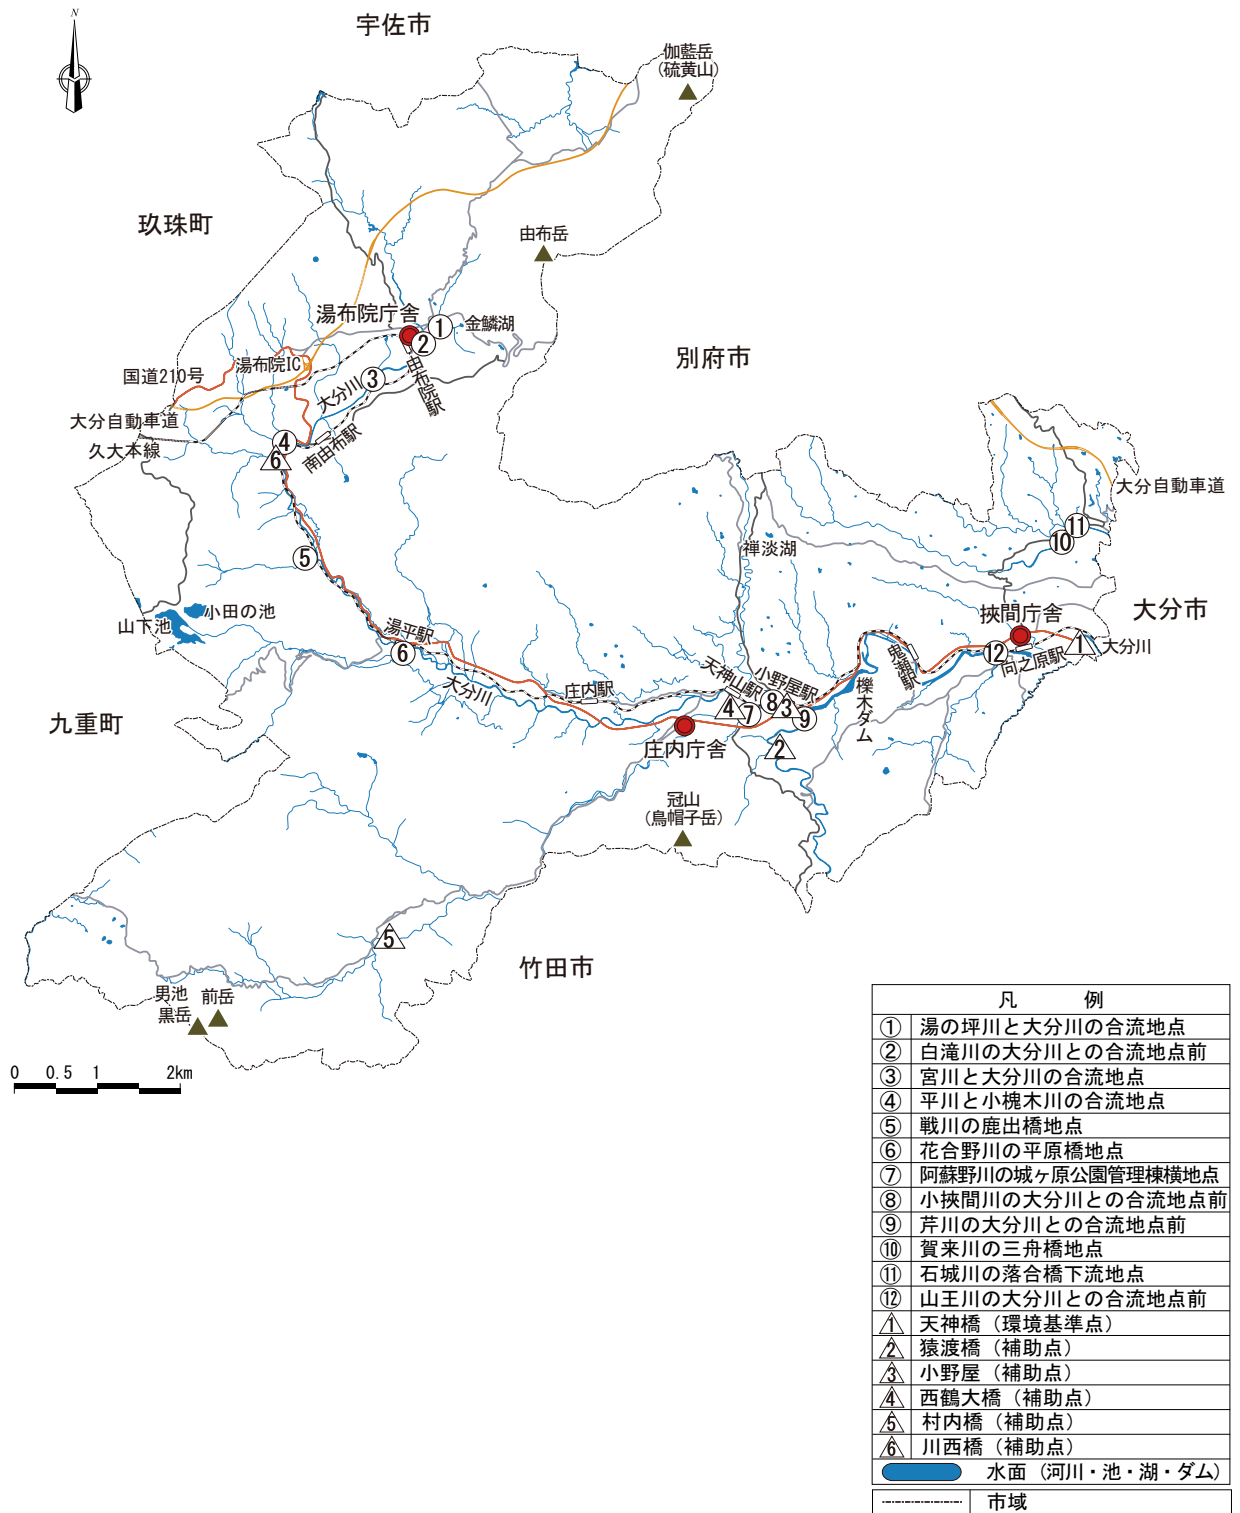 N
宇佐市
伽藍岳
(硫黄山)
玖珠町
由布岳
湯布院庁舎
①
金鱗湖
②
別府市
湯布院IC
国道210号
由布院駅
③
大分川
大分自動車道
④
南由布駅
久大本線
6
大分自動車道
⑪
⑩
禅淡湖
⑤
大分市
小田の池
山下池
挾間庁舎
湯平駅
1
大分川
⑥
鬼瀬駅
⑫
向之原駅
天神山駅
小野屋駅
大分川
庄内駅
櫟木ダム
⑧
4
⑦
3
⑨
九重町
庄内庁舎
2
冠山
(烏帽子岳)
5
竹田市
男池
前岳
黒岳
0 0.5 1 2km
凡 例
① 湯の坪川と大分川の合流地点
② 白滝川の大分川との合流地点前
③ 宮川と大分川の合流地点
④ 平川と小槐木川の合流地点
⑤ 戦川の鹿出橋地点
⑥ 花合野川の平原橋地点
⑦ 阿蘇野川の城ヶ原公園管理棟横地点
⑧ 小挾間川の大分川との合流地点前
⑨ 芹川の大分川との合流地点前
⑩ 賀来川の三舟橋地点
⑪ 石城川の落合橋下流地点
⑫ 山王川の大分川との合流地点前
1 天神橋（環境基準点）
2 猿渡橋（補助点）
3 小野屋（補助点）
4 西鶴大橋（補助点）
5 村内橋（補助点）
6 川西橋（補助点）
水面（河川・池・湖・ダム）
市域